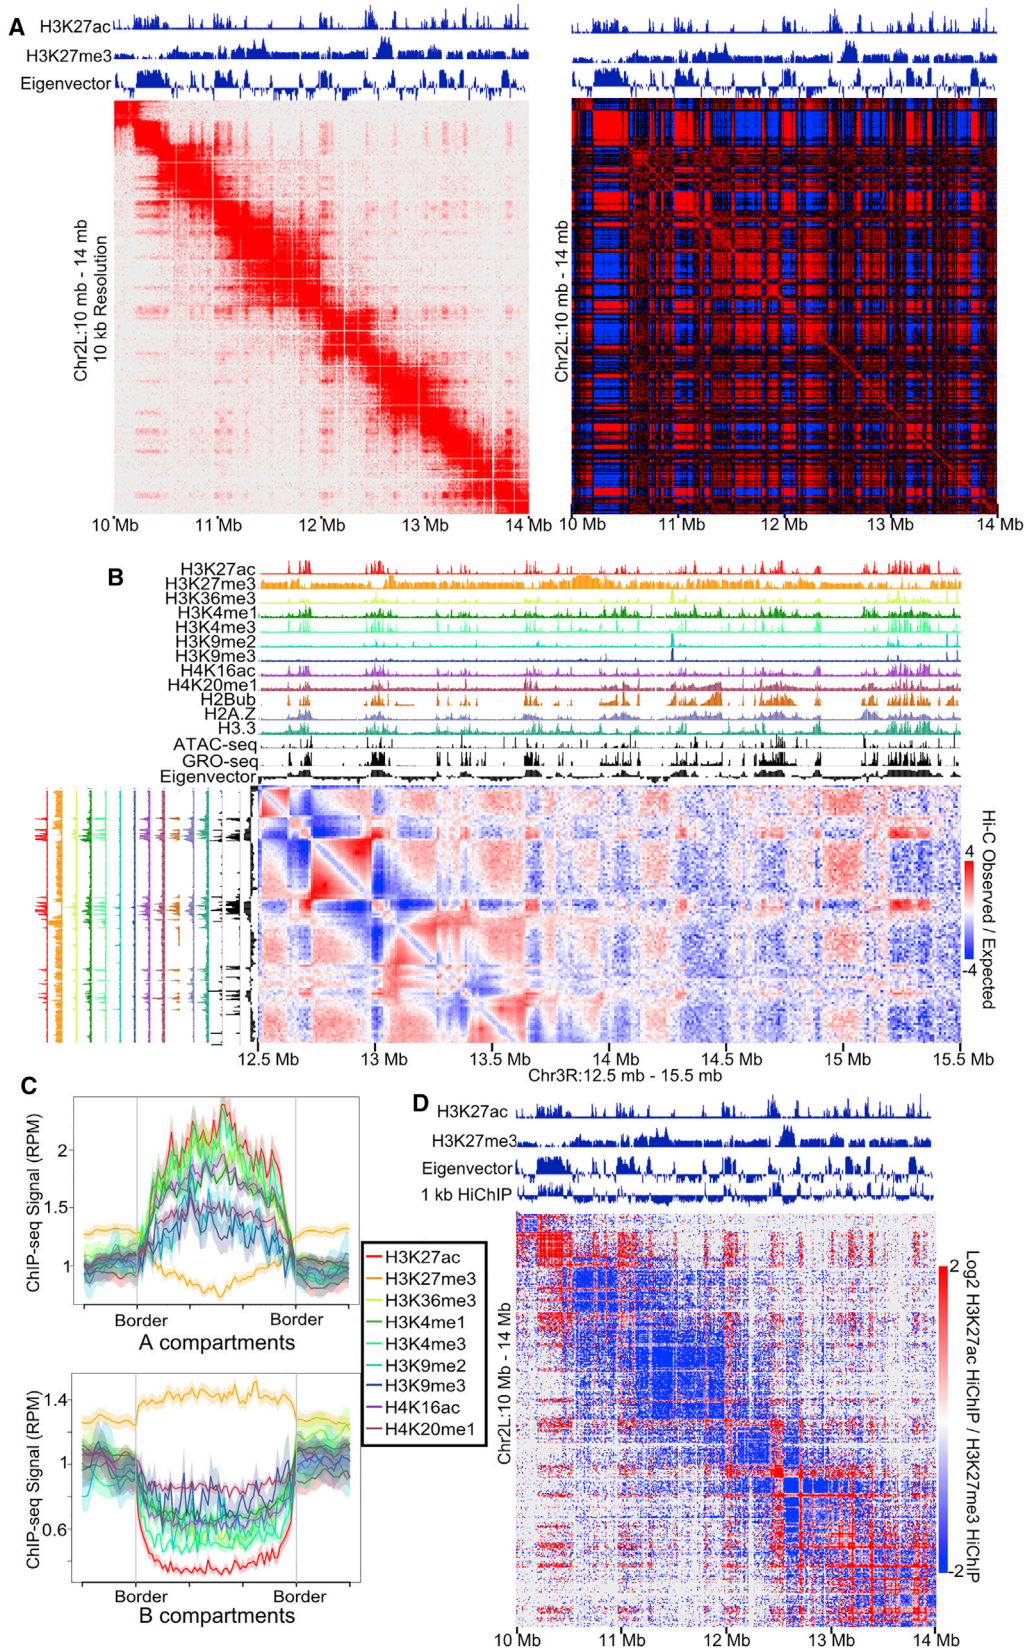 A
H3K27ac
H3K27me3
Eigenvector
Chr2L:10 mb - 14 mb
10 kb Resolution
10 Mb
11 Mb
12 Mb
13 Mb
14 Mb
Chr2L:10 mb - 14 mb
10 Mb
11 Mb
12 Mb
13 Mb
14 Mb
B
H3K27ac
H3K27me3
H3K36me3
H3K4me1
H3K4me3
H3K9me2
H3K9me3
H4K16ac
H4K20me1
H2Bub
H2A.Z
H3.3
ATAC-seq
GRO-seq
Eigenvector
4
-4
Hi-C Observed / Expected
12.5 Mb
13 Mb
13.5 Mb
14 Mb
14.5 Mb
15 Mb
15.5 Mb
Chr3R:12.5 mb - 15.5 mb
C
ChIP-seq Signal (RPM)
2
1.5
1
Border
Border
A compartments
ChIP-seq Signal (RPM)
1.4
1
0.6
Border
Border
B compartments
H3K27ac
H3K27me3
H3K36me3
H3K4me1
H3K4me3
H3K9me2
H3K9me3
H4K16ac
H4K20me1
D
H3K27ac
H3K27me3
Eigenvector
1 kb HiChIP
Chr2L:10 Mb - 14 Mb
2
-2
Log2 H3K27ac HiChIP / H3K27me3 HiChIP
10 Mb
11 Mb
12 Mb
13 Mb
14 Mb